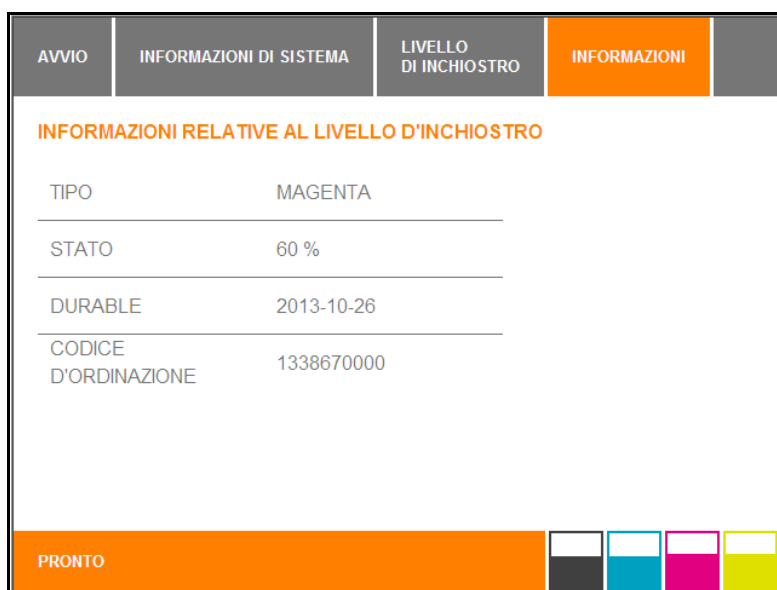 AVVIO
INFORMAZIONI DI SISTEMA
LIVELLO
DI INCHIOSTRO
INFORMAZIONI
INFORMAZIONI RELATIVE AL LIVELLO D'INCHIOSTRO
TIPO MAGENTA
STATO 60 %
DURABLE 2013-10-26
CODICE
D'ORDINAZIONE 1338670000
PRONTO